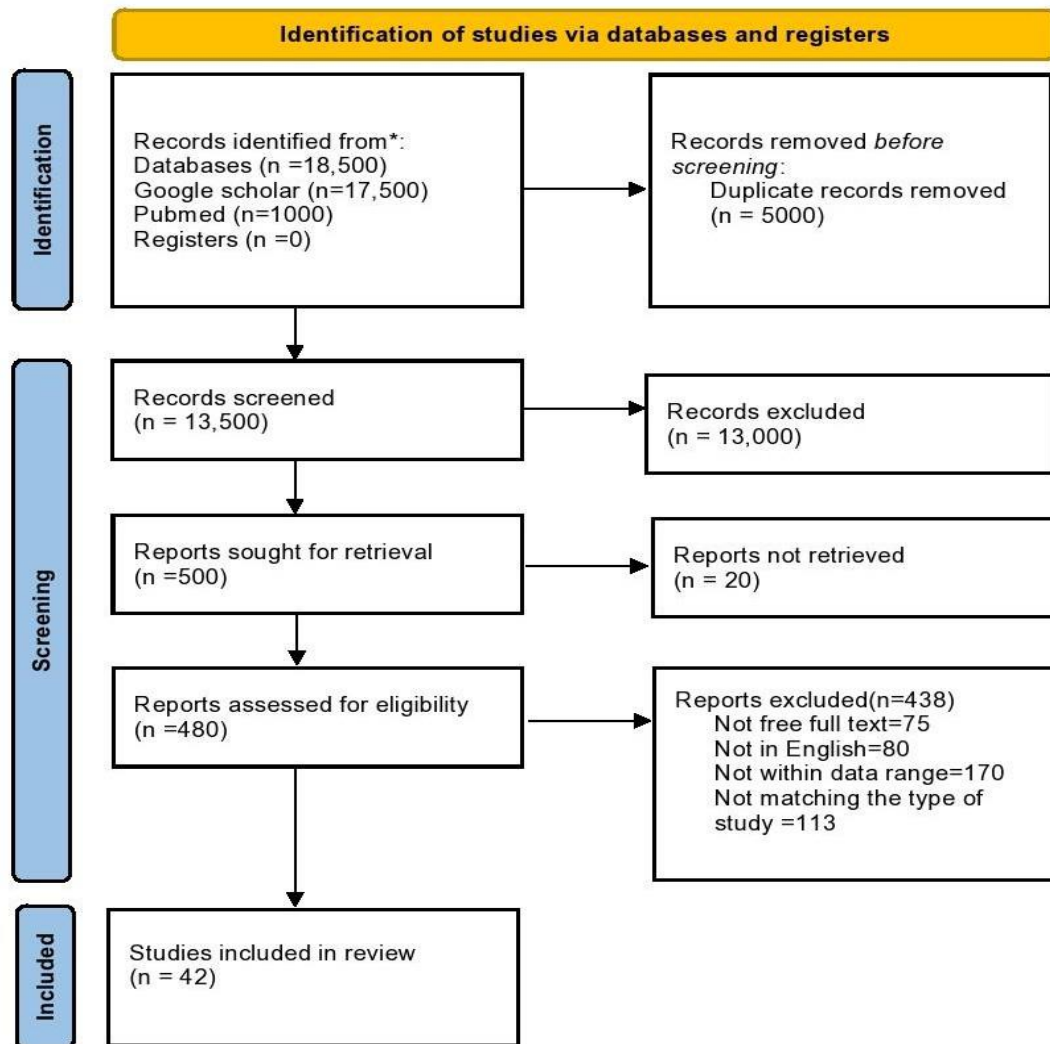 Identification of studies via databases and registers
Identification
Records identified from*:
Databases (n =18,500)
Google scholar (n=17,500)
Pubmed (n=1000)
Registers (n =0)
Records removed before
screening:
Duplicate records removed
(n = 5000)
Screening
Records screened
(n = 13,500)
Records excluded
(n = 13,000)
Reports sought for retrieval
(n =500)
Reports not retrieved
(n = 20)
Reports assessed for eligibility
(n =480)
Reports excluded(n=438)
Not free full text=75
Not in English=80
Not within data range=170
Not matching the type of
study =113
Included
Studies included in review
(n = 42)